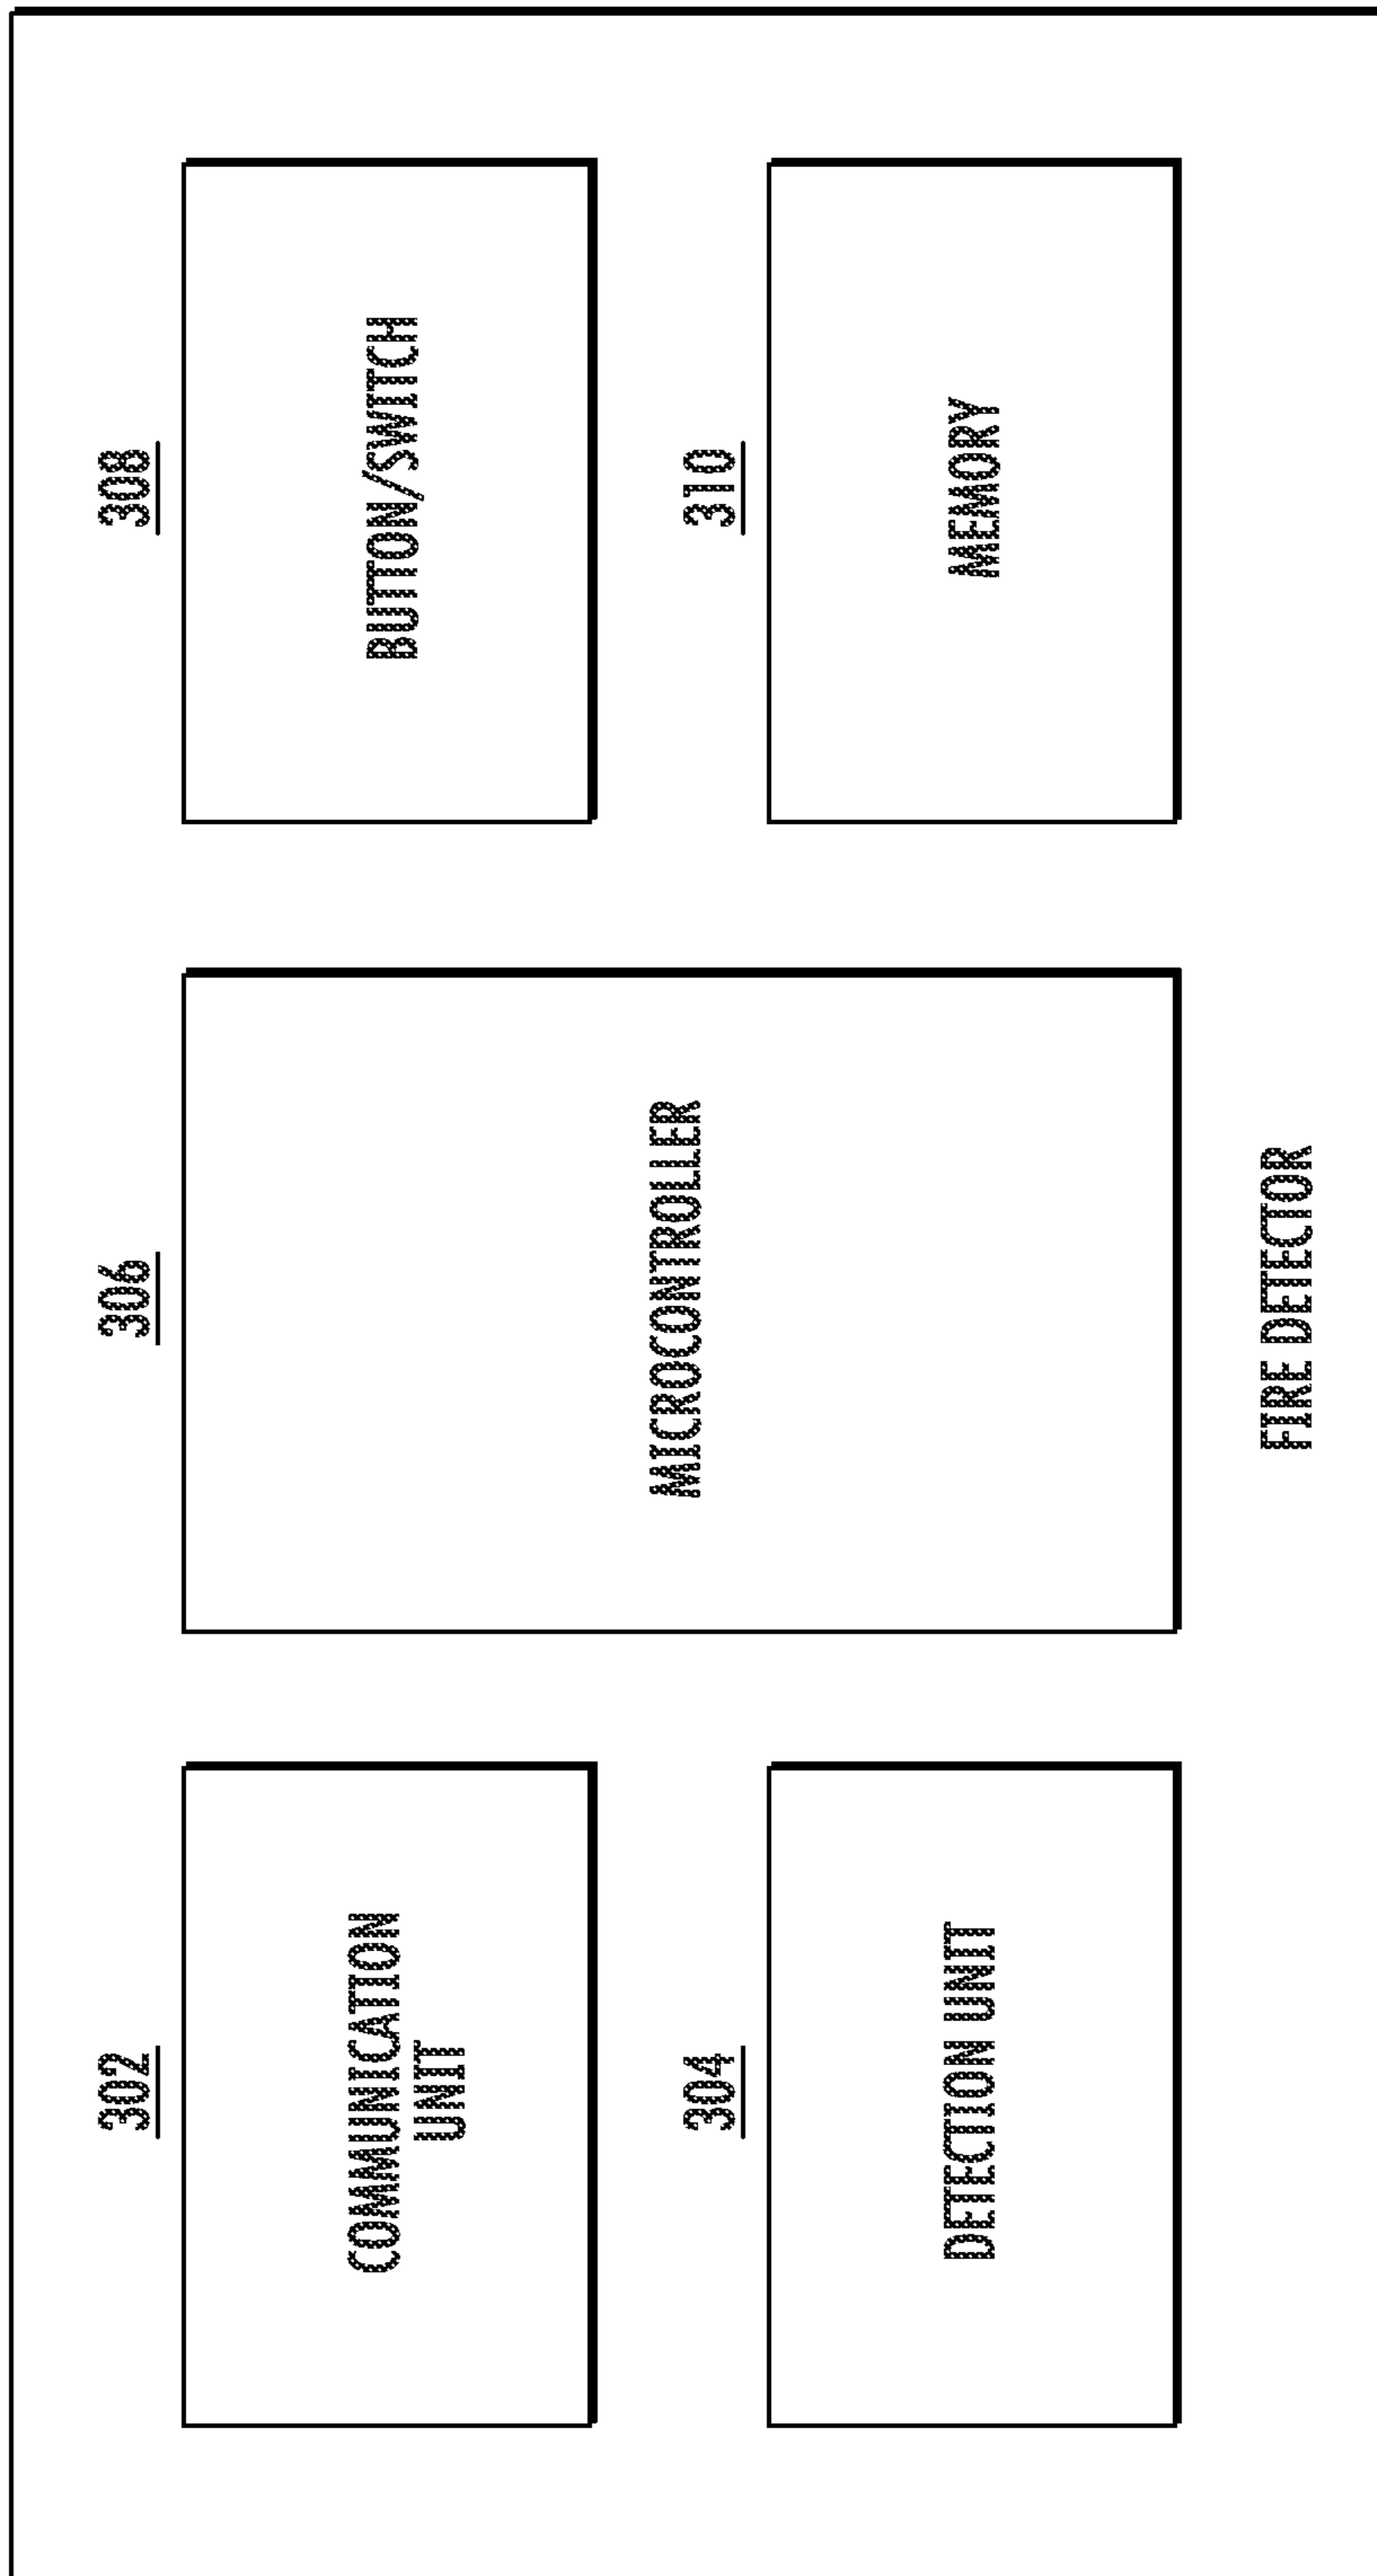 302
COMMUNICATION
UNIT
304
DETECTION UNIT
306
MICROCONTROLLER
308
BUTTON/SWITCH
310
MEMORY
FIRE DETECTOR